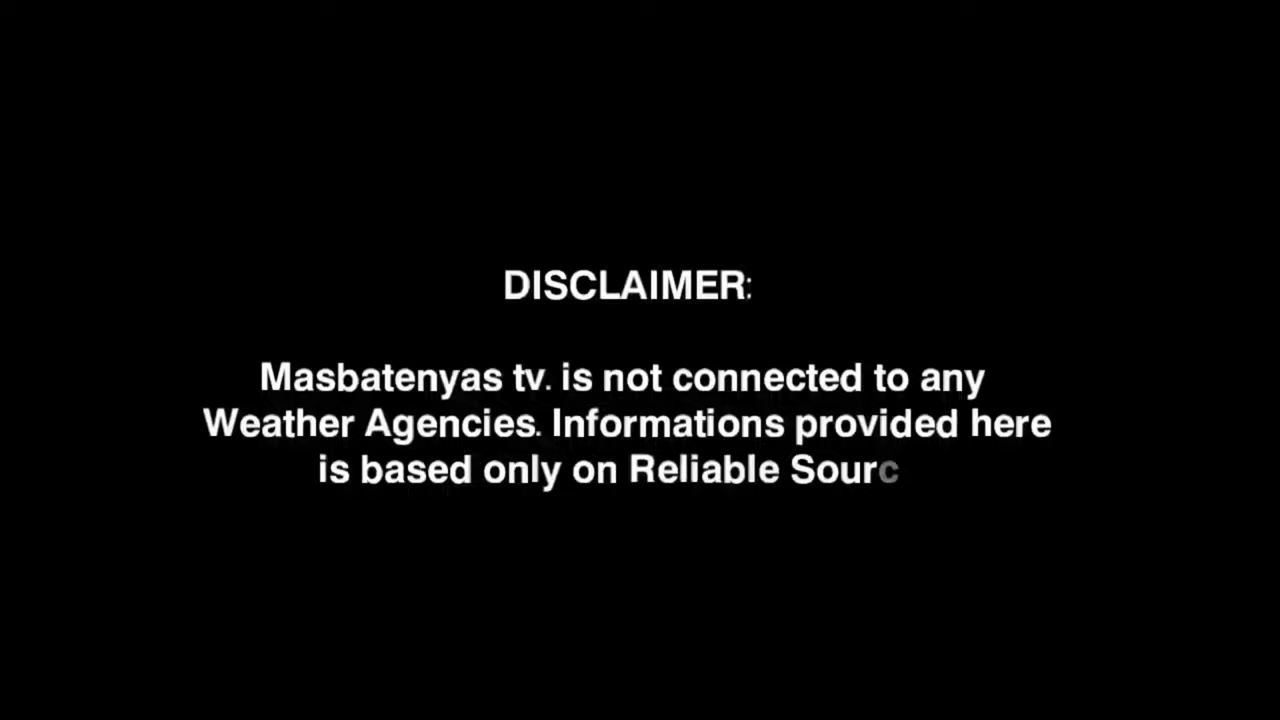 DISCLAIMER:
Masbatenyas tv. is not connected to any
Weather Agencies. Informations provided here
is based only on Reliable Sourc